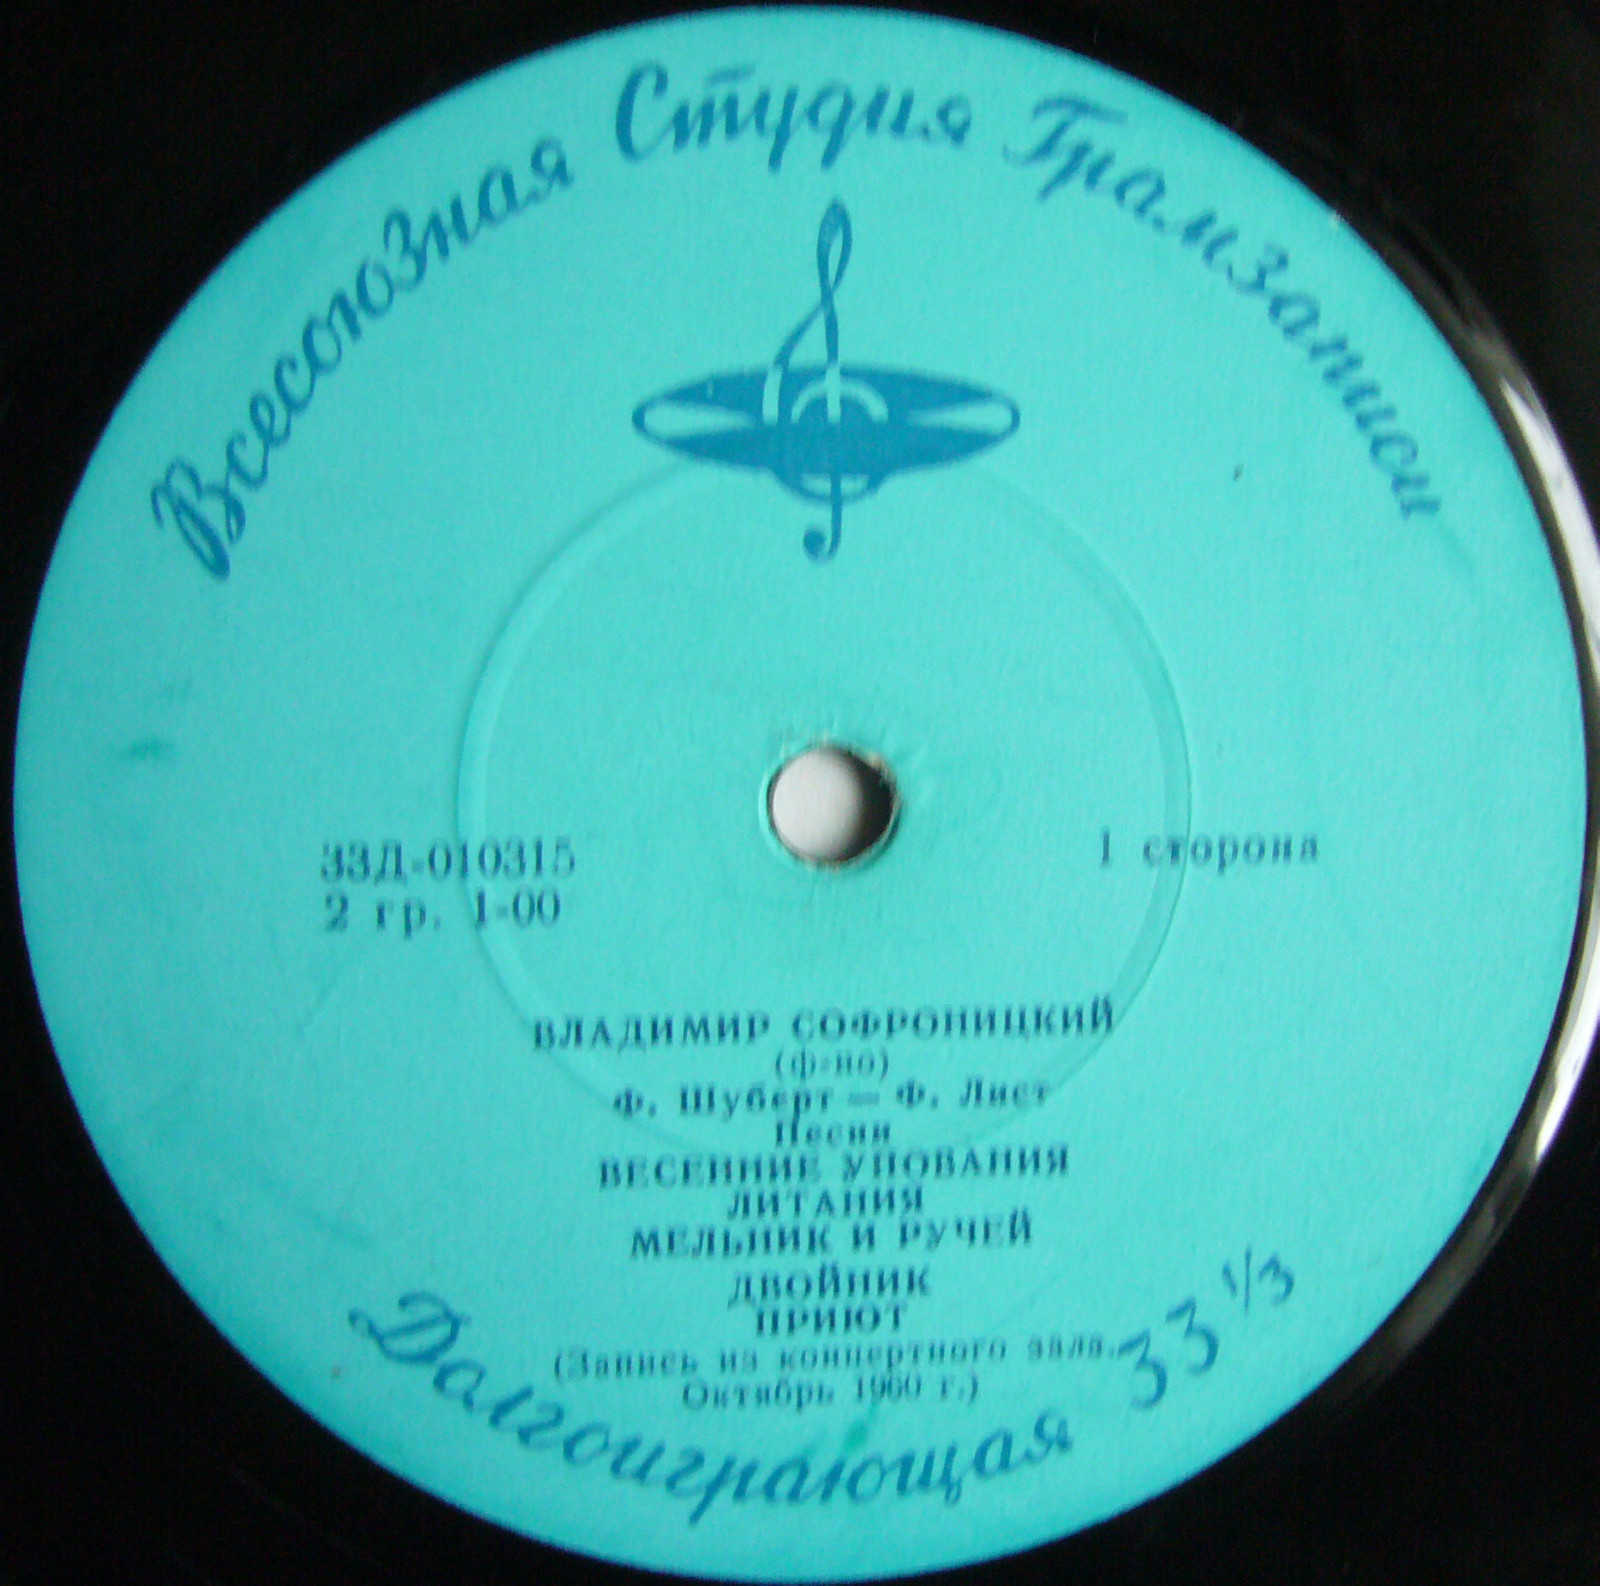 Всесоюзная Студия Грамзаписи
33Д-010315
2 гр. 1-00
1 сторона
ВЛАДИМИР СОФРОНИЦКИЙ
(ф-но)
Ф. Шуберт — Ф. Лист
Песни
ВЕСЕННИЕ УПОВАНИЯ
ЛИТАНИЯ
МЕЛЬНИК И РУЧЕЙ
ДВОЙНИК
ПРИЮТ
(Запись из концертного зала.
Октябрь 1960 г.)
Долгоиграющая 33 1/3